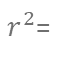 r² =